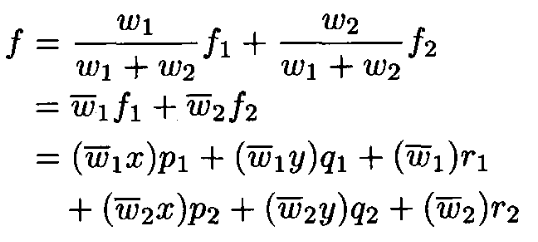 f = \frac{w_1}{w_1 + w_2} f_1 + \frac{w_2}{w_1 + w_2} f_2
= \overline{w}_1 f_1 + \overline{w}_2 f_2
= (\overline{w}_1 x) p_1 + (\overline{w}_1 y) q_1 + (\overline{w}_1) r_1
+ (\overline{w}_2 x) p_2 + (\overline{w}_2 y) q_2 + (\overline{w}_2) r_2